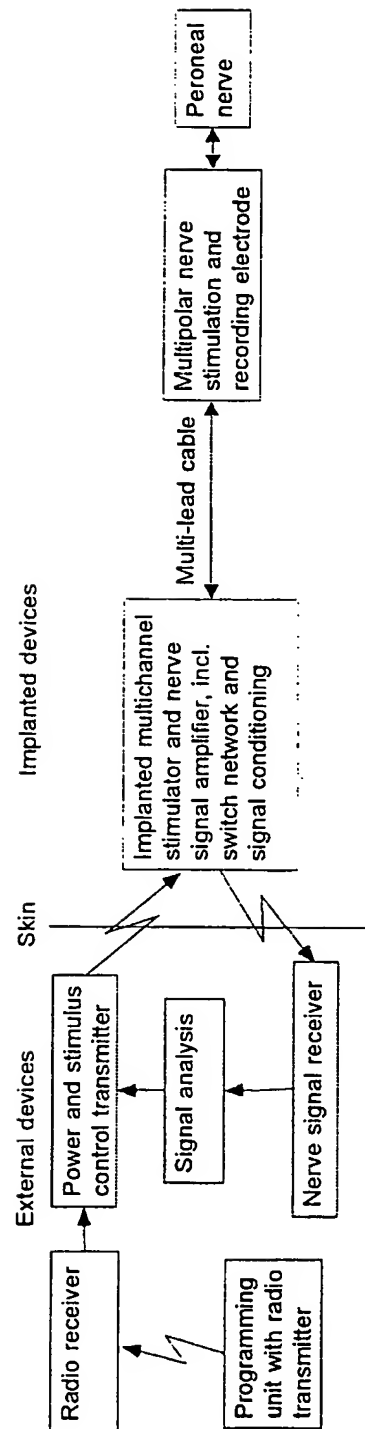 External devices
Skin
Implanted devices
Radio receiver
Programming
unit with radio
transmitter
Power and stimulus
control transmitter
Signal analysis
Nerve signal receiver
Implanted multichannel
stimulator and nerve
signal amplifier, incl.
switch network and
signal conditioning
Multi-lead cable
Multipolar nerve
stimulation and
recording electrode
Peroneal
nerve